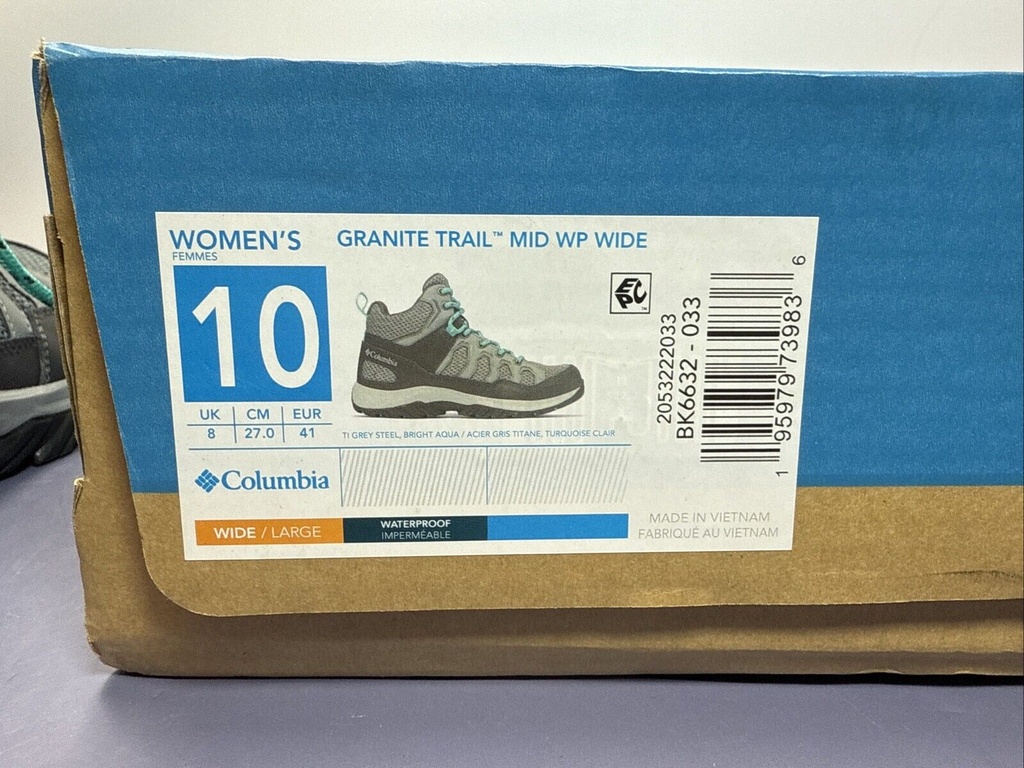 WOMEN'S
FEMMES
GRANITE TRAIL™ MID WP WIDE
10
UK CM EUR
8 27.0 41
Columbia
TI GREY STEEL, BRIGHT AQUA / ACIER GRIS TITANE, TURQUOISE CLAIR
EPC
2053222033
BK6632 - 033
1 95979 73983 6
Columbia
WIDE / LARGE
WATERPROOF
IMPERMÉABLE
MADE IN VIETNAM
FABRIQUÉ AU VIETNAM